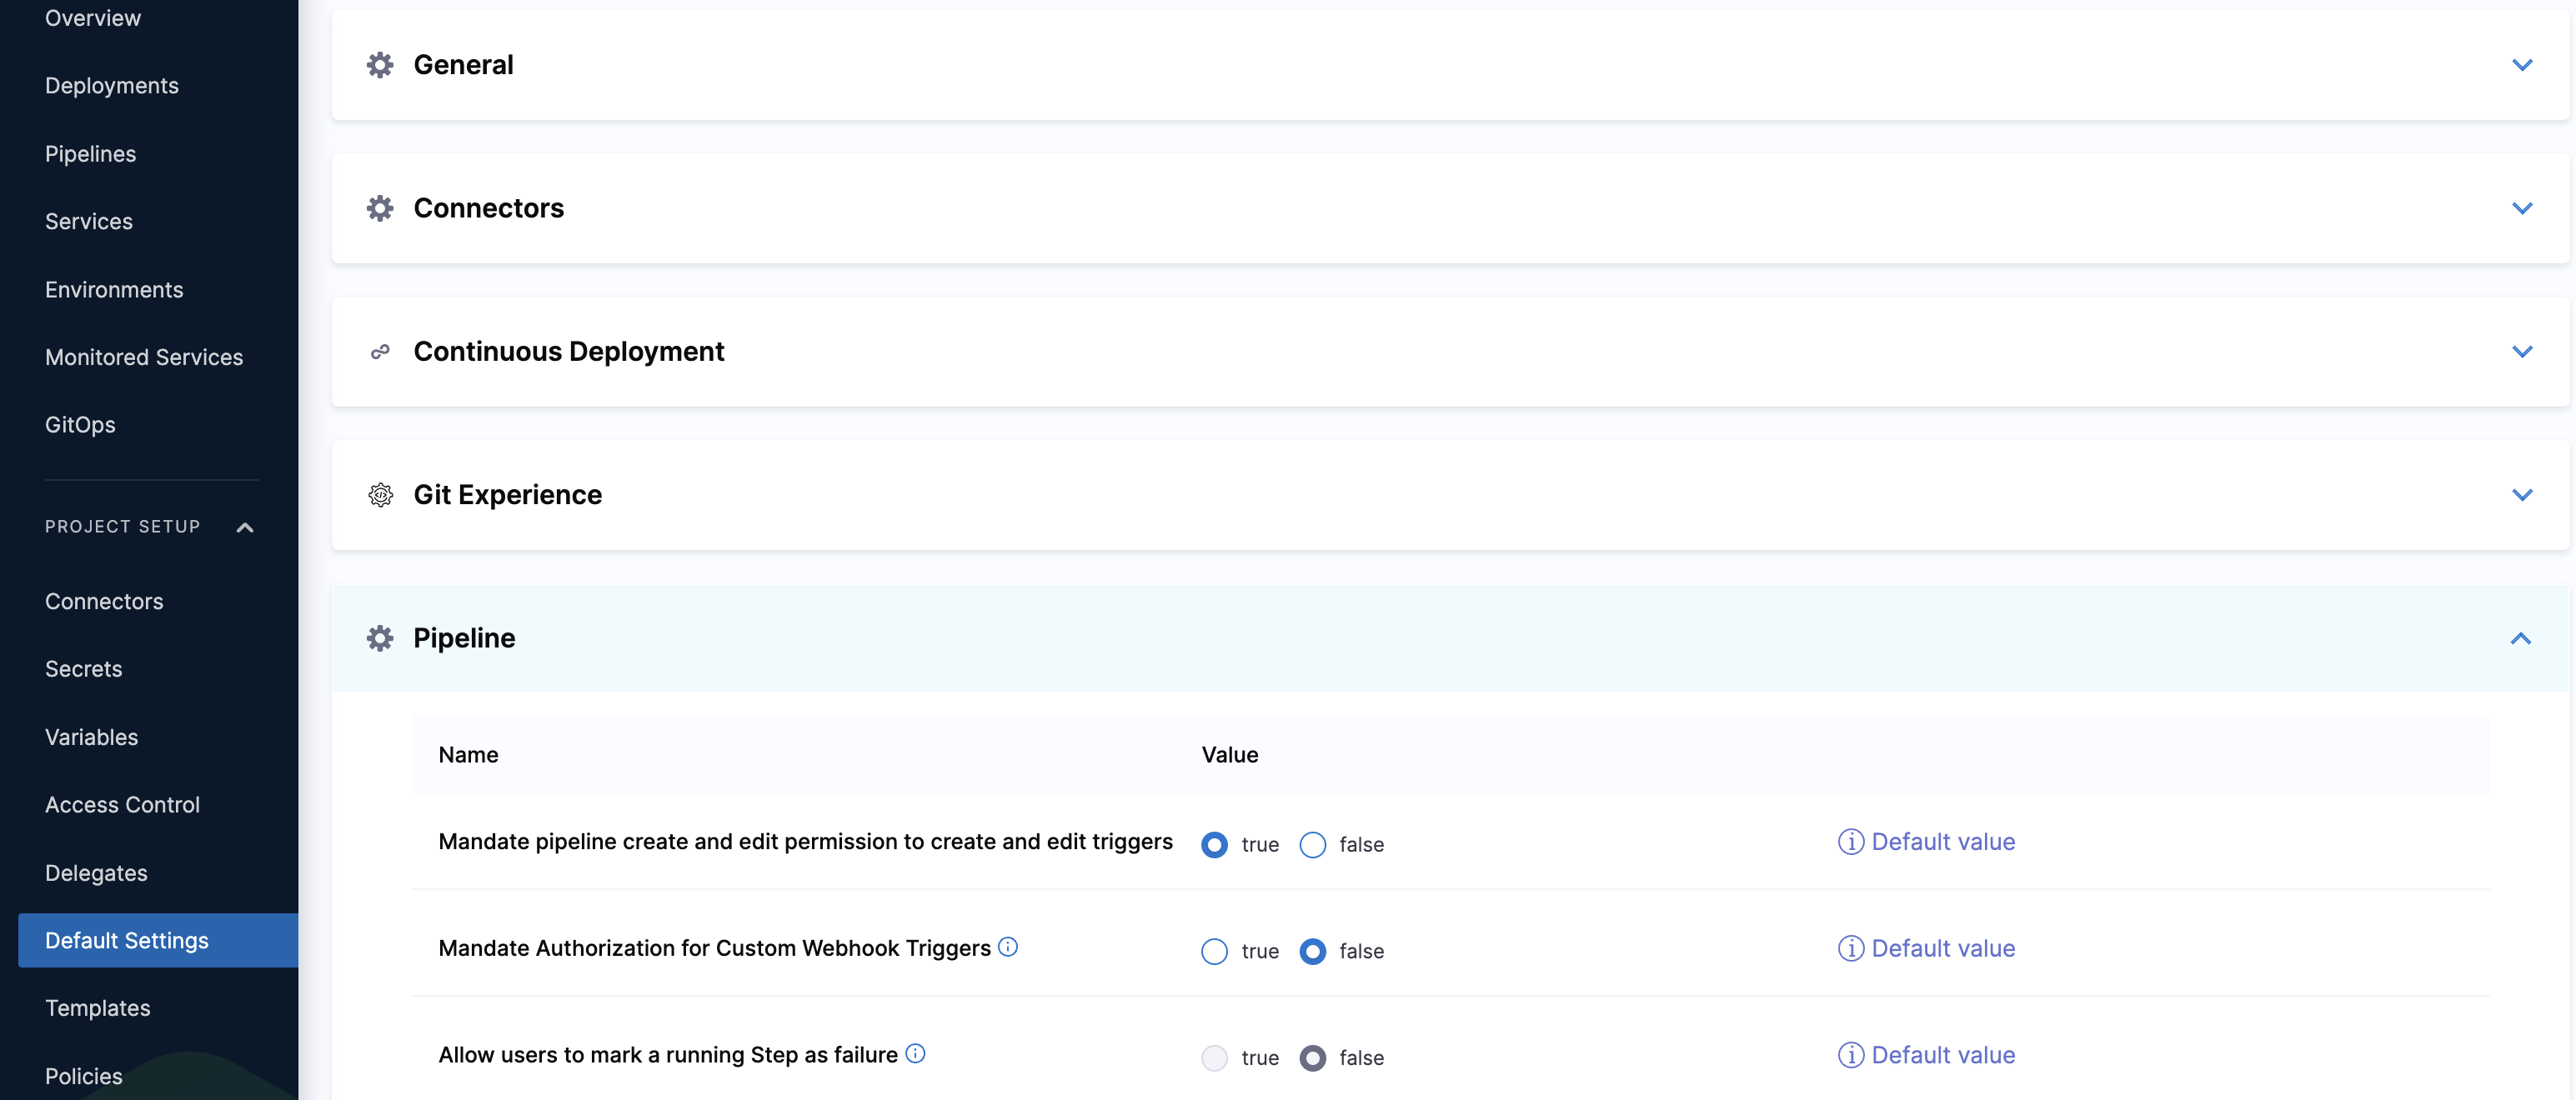 Overview
Deployments
Pipelines
Services
Environments
Monitored Services
GitOps
PROJECT SETUP
Connectors
Secrets
Variables
Access Control
Delegates
Default Settings
Templates
Policies
General
Connectors
Continuous Deployment
Git Experience
Pipeline
Name Value
Mandate pipeline create and edit permission to create and edit triggers true false Default value
Mandate Authorization for Custom Webhook Triggers true false Default value
Allow users to mark a running Step as failure true false Default value